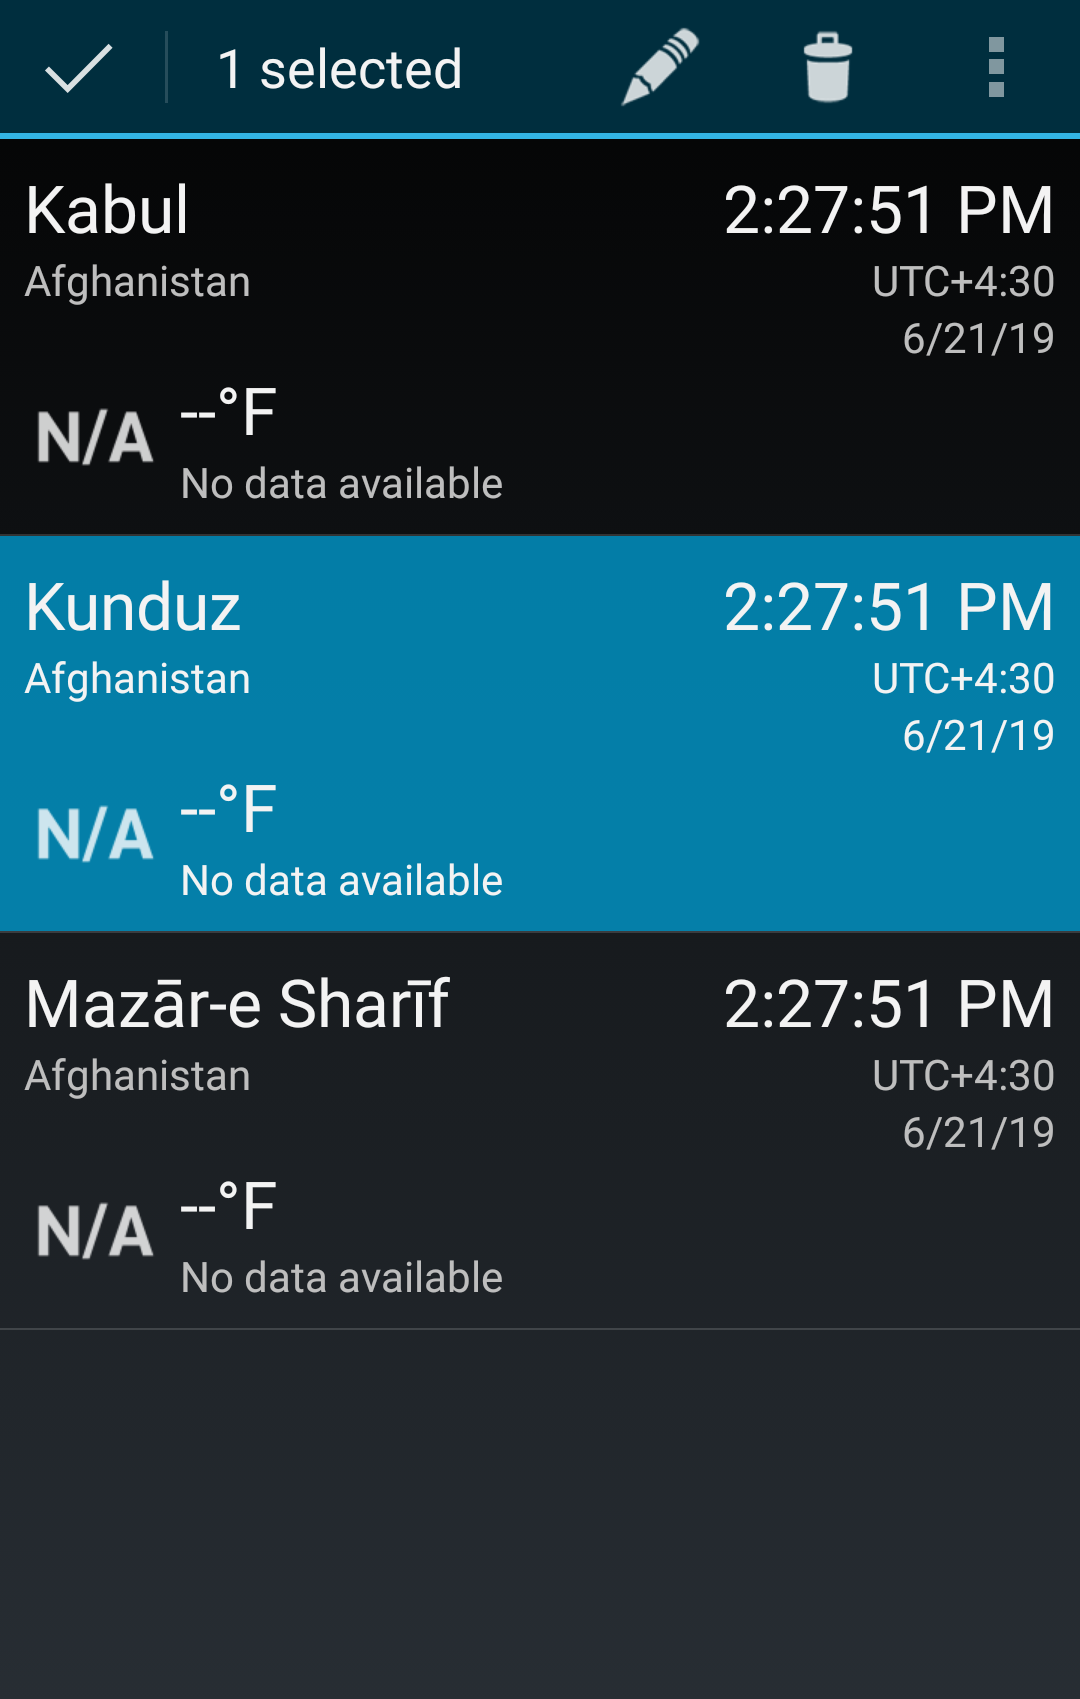 1 selected
Kabul 2:27:51 PM
Afghanistan UTC+4:30
6/21/19
N/A --°F
No data available
Kunduz 2:27:51 PM
Afghanistan UTC+4:30
6/21/19
N/A --°F
No data available
Mazār-e Sharīf 2:27:51 PM
Afghanistan UTC+4:30
6/21/19
N/A --°F
No data available